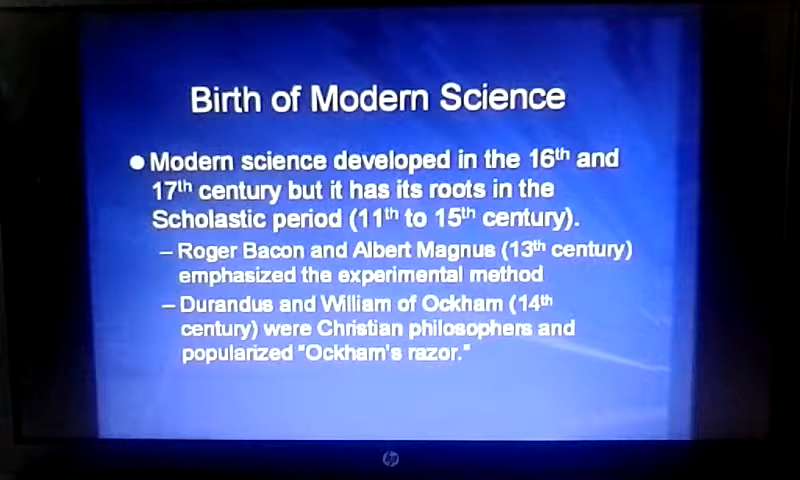 Birth of Modern Science
● Modern science developed in the 16th and
17th century but it has its roots in the
Scholastic period (11th to 15th century).
– Roger Bacon and Albert Magnus (13th century)
emphasized the experimental method
– Durandus and William of Ockham (14th
century) were Christian philosophers and
popularized "Ockham's razor."
hp